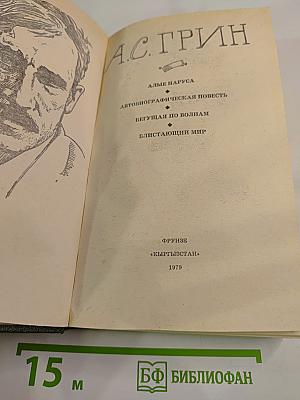 А.С. ГРИН
АЛЫЕ ПАРУСА
АВТОБИОГРАФИЧЕСКАЯ ПОВЕСТЬ
БЕГУЩАЯ ПО ВОЛНАМ
БЛИСТАЮЩИЙ МИР
ФРУНЗЕ
«КЫРГЫЗСТАН»
1979
15 м
БФ БИБЛИОФАН